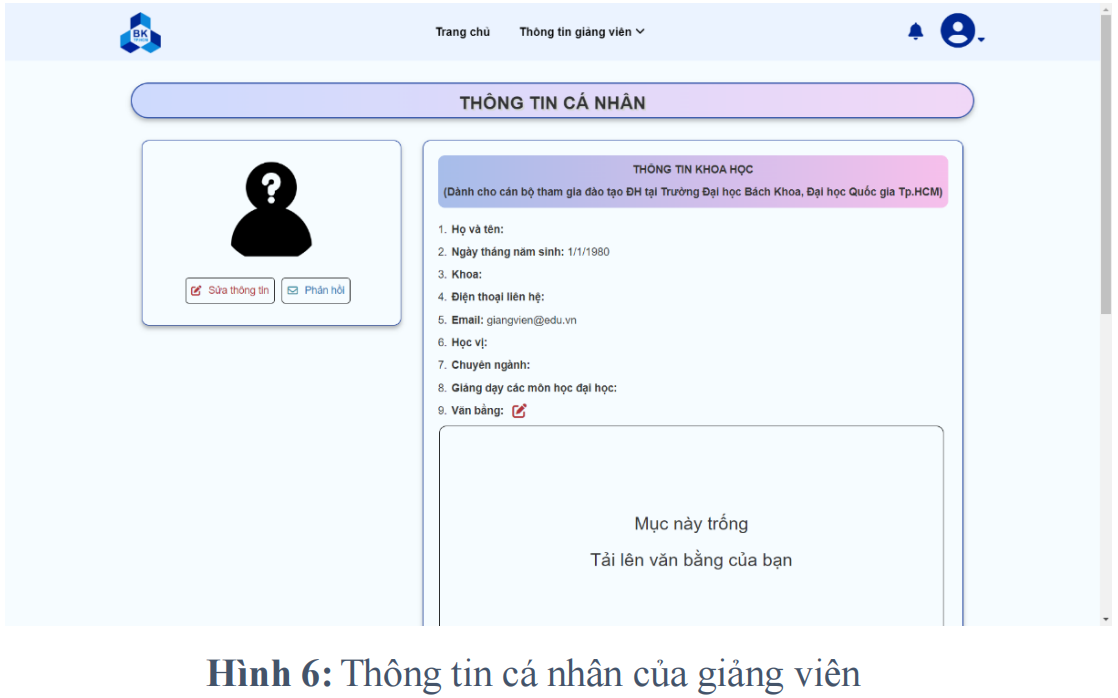 BK
TP.HCM
Trang chủ
Thông tin giảng viên
THÔNG TIN CÁ NHÂN
Sửa thông tin
Phản hồi
THÔNG TIN KHOA HỌC
(Dành cho cán bộ tham gia đào tạo ĐH tại Trường Đại học Bách Khoa, Đại học Quốc gia Tp.HCM)
1. Họ và tên:
2. Ngày tháng năm sinh: 1/1/1980
3. Khoa:
4. Điện thoại liên hệ:
5. Email: giangvien@edu.vn
6. Học vị:
7. Chuyên ngành:
8. Giảng dạy các môn học đại học:
9. Văn bằng:
Mục này trống
Tải lên văn bằng của bạn
Hình 6: Thông tin cá nhân của giảng viên